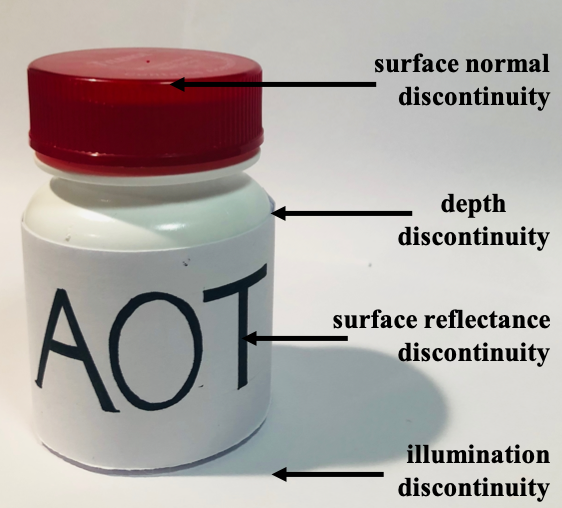 surface normal
discontinuity
depth
discontinuity
AOT
surface reflectance
discontinuity
illumination
discontinuity